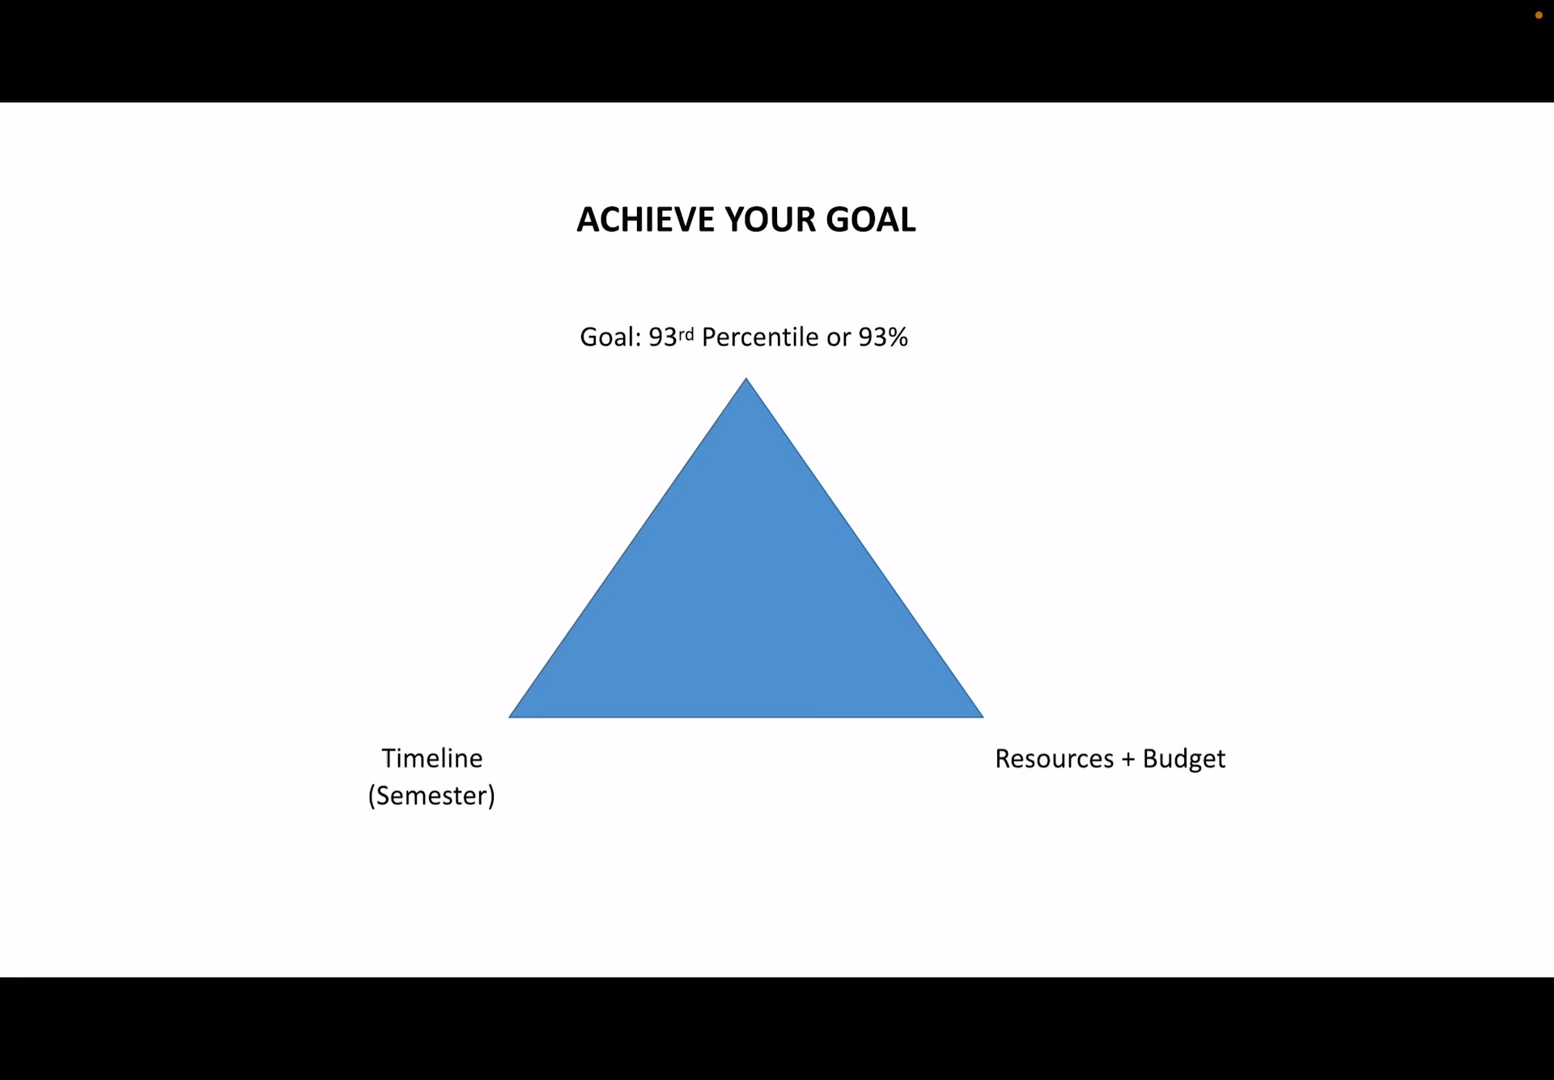 ACHIEVE YOUR GOAL
Goal: 93rd Percentile or 93%
Timeline
(Semester)
Resources + Budget